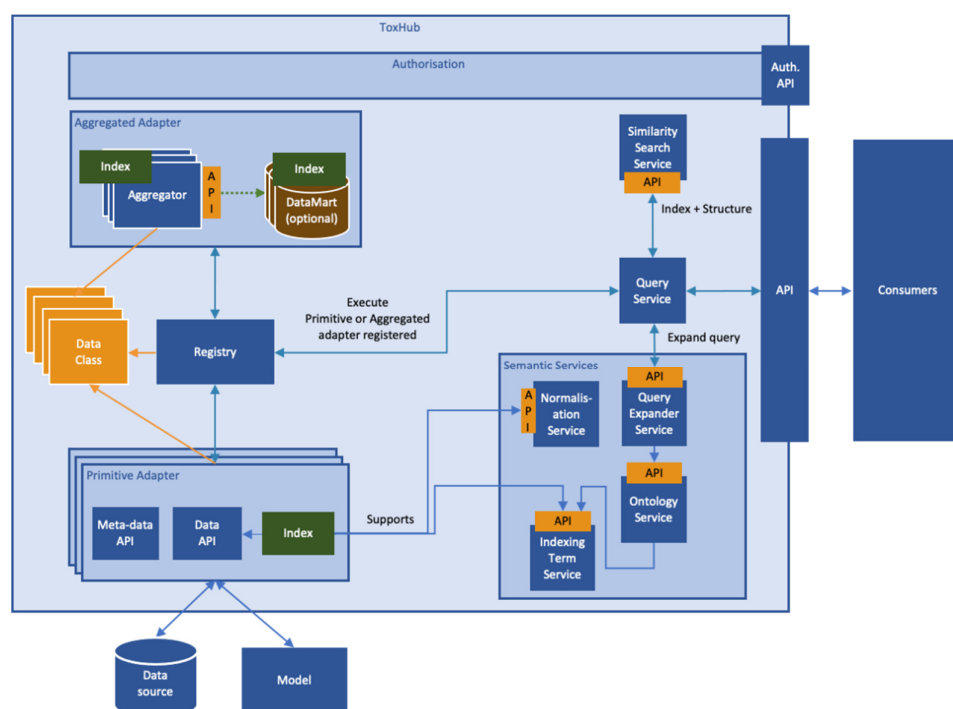 ToxHub
Authorisation
Auth.
API
Aggregated Adapter
Index
Aggregator
A
P
I
Index
DataMart
(optional)
Similarity
Search
Service
API
Index + Structure
Query
Service
API
Consumers
Execute
Primitive or Aggregated
adapter registered
Expand query
Data
Class
Registry
Semantic Services
A
P
I
Normalis-
ation
Service
API
Query
Expander
Service
API
Ontology
Service
API
Indexing
Term
Service
Primitive Adapter
Meta-data
API
Data
API
Index
Supports
Data
source
Model